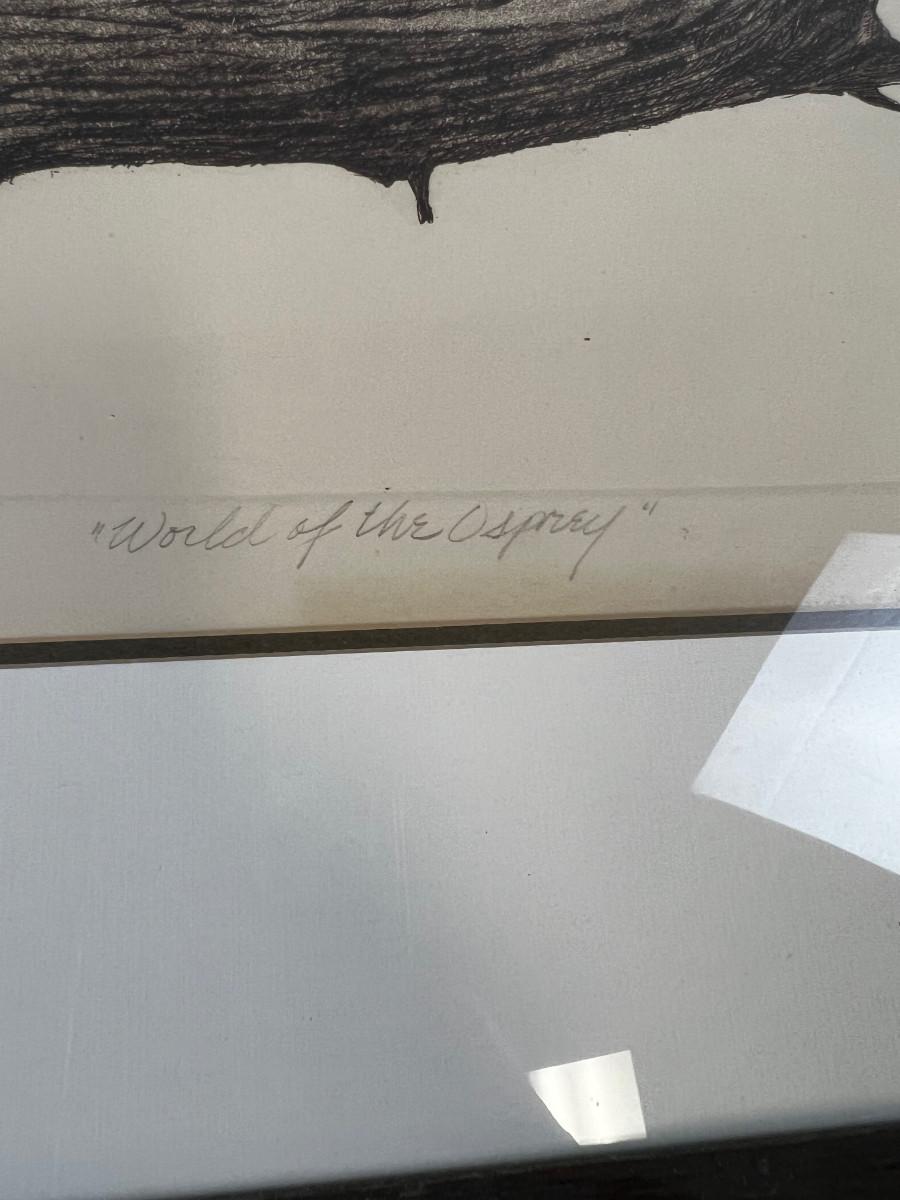 "World of the Osprey"